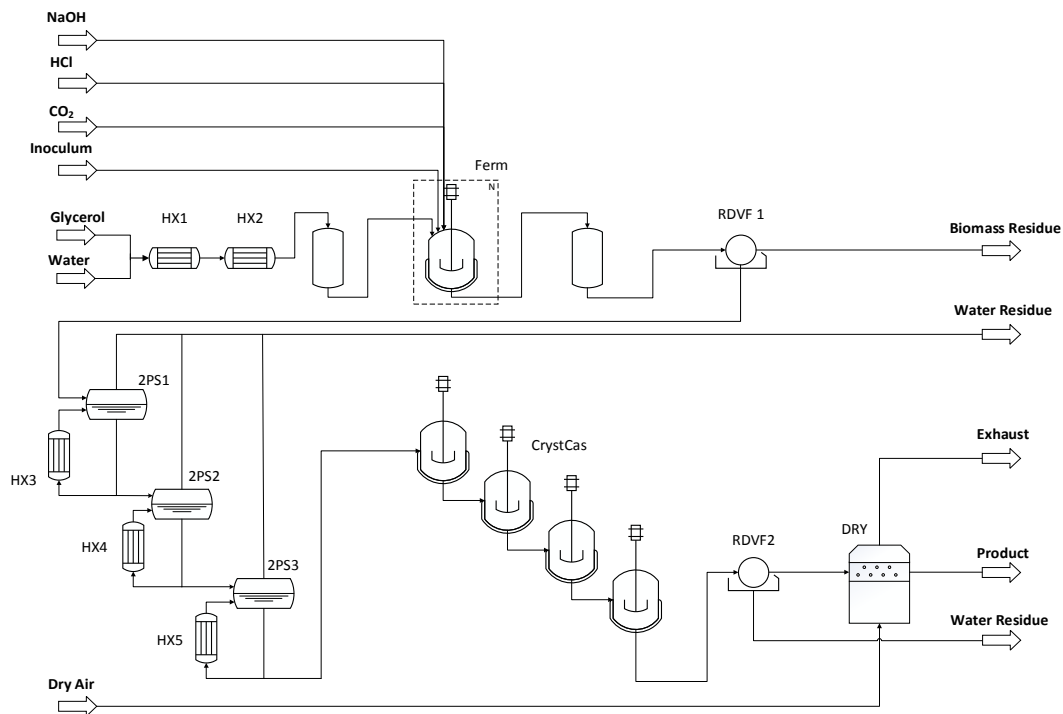 NaOH
HCl
CO₂
Inoculum
Ferm
N
Glycerol
HX1
HX2
RDVF 1
Biomass Residue
Water
Water Residue
2PS1
CrystCas
Exhaust
HX3
2PS2
HX4
RDVF2
DRY
2PS3
Product
HX5
Water Residue
Dry Air